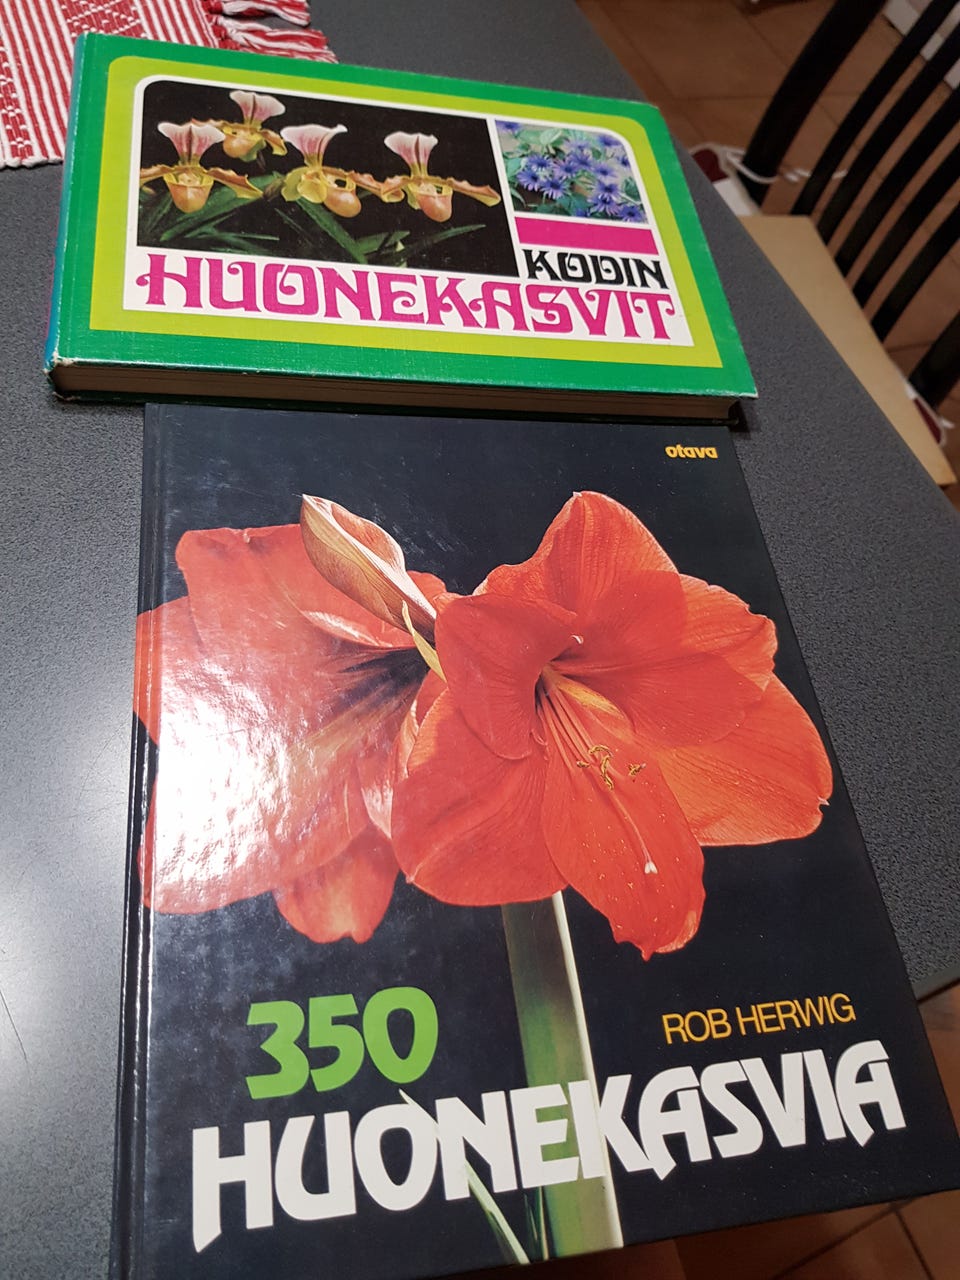 KODIN
HUONEKASVIT
otava
350
ROB HERWIG
HUONEKASVIA